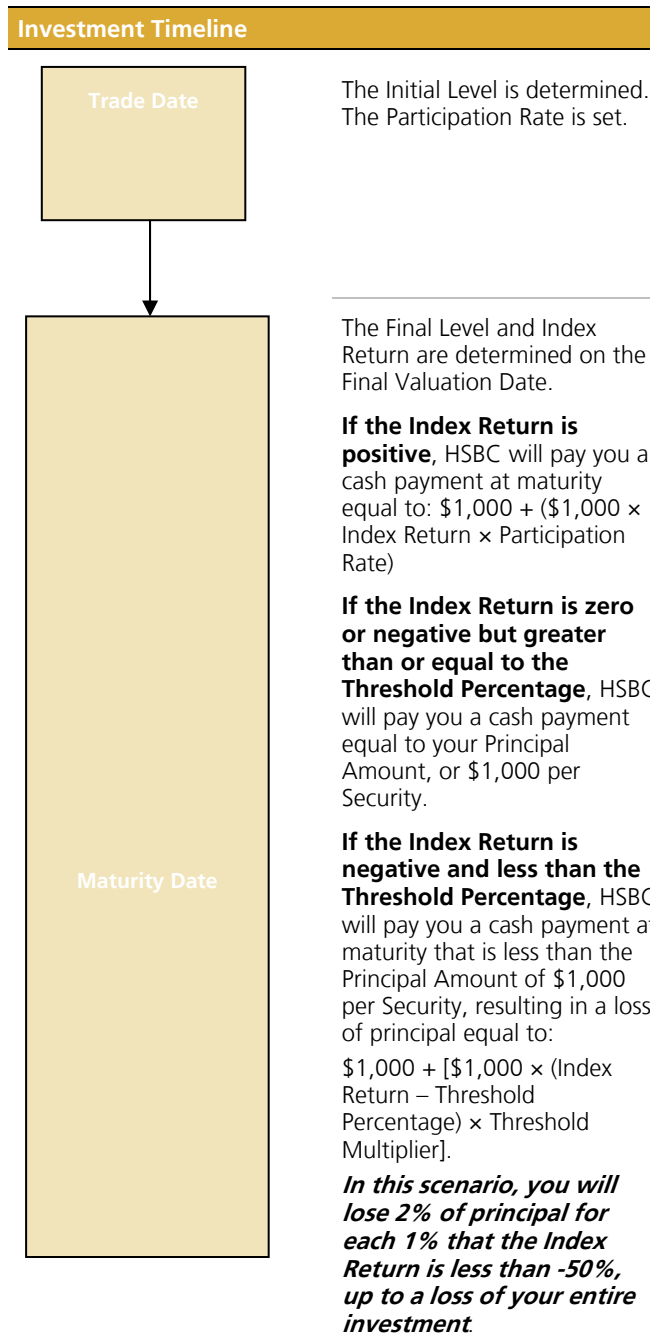 Investment Timeline
Trade Date
The Initial Level is determined.
The Participation Rate is set.
The Final Level and Index
Return are determined on the
Final Valuation Date.
If the Index Return is
positive, HSBC will pay you a
cash payment at maturity
equal to: $1,000 + ($1,000 ×
Index Return × Participation
Rate)
If the Index Return is zero
or negative but greater
than or equal to the
Threshold Percentage, HSBC
will pay you a cash payment
equal to your Principal
Amount, or $1,000 per
Security.
Maturity Date
If the Index Return is
negative and less than the
Threshold Percentage, HSBC
will pay you a cash payment at
maturity that is less than the
Principal Amount of $1,000
per Security, resulting in a loss
of principal equal to:
$1,000 + [$1,000 × (Index
Return – Threshold
Percentage) × Threshold
Multiplier].
In this scenario, you will
lose 2% of principal for
each 1% that the Index
Return is less than -50%,
up to a loss of your entire
investment.